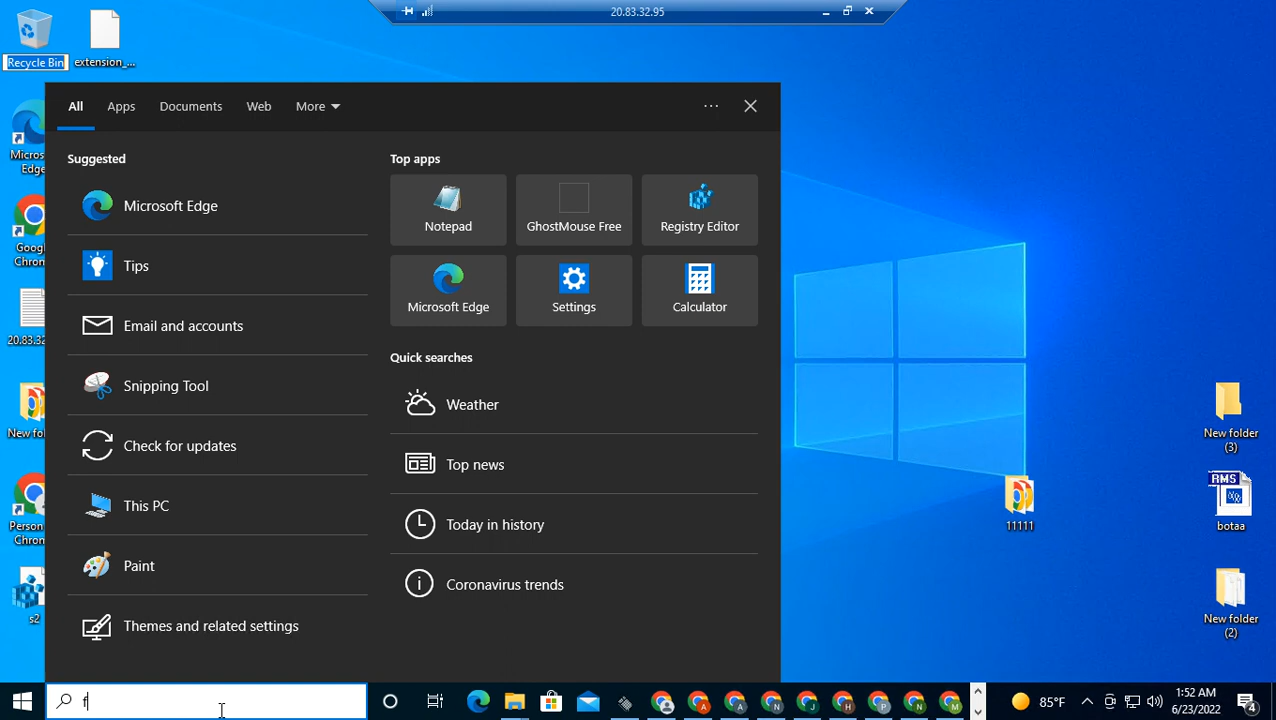 20.83.32.95
Recycle Bin
extension_...
All
Apps
Documents
Web
More
Suggested
Top apps
Microsoft Edge
Tips
Email and accounts
Snipping Tool
Check for updates
This PC
Paint
Themes and related settings
Notepad
GhostMouse Free
Registry Editor
Microsoft Edge
Settings
Calculator
Quick searches
Weather
Top news
Today in history
Coronavirus trends
Edge
s2
11111
New folder
(3)
RMS
botaa
New folder
(2)
f
85°F
1:52 AM
6/23/2022
4